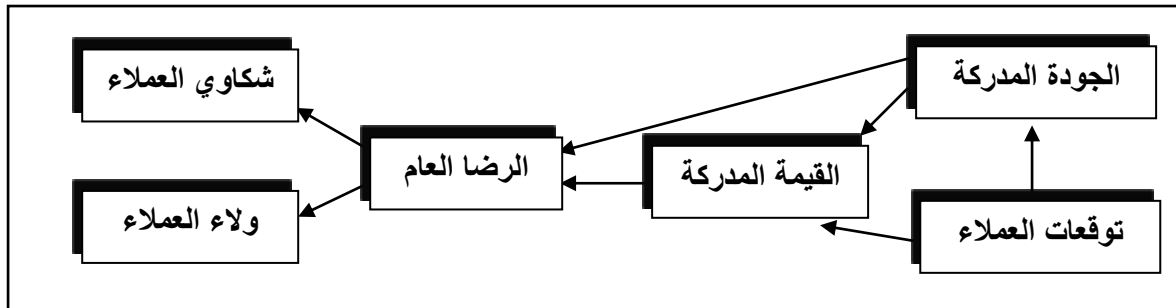 الجودة المدركة
شكاوي العملاء
القيمة المدركة
الرضا العام
توقعات العملاء
ولاء العملاء